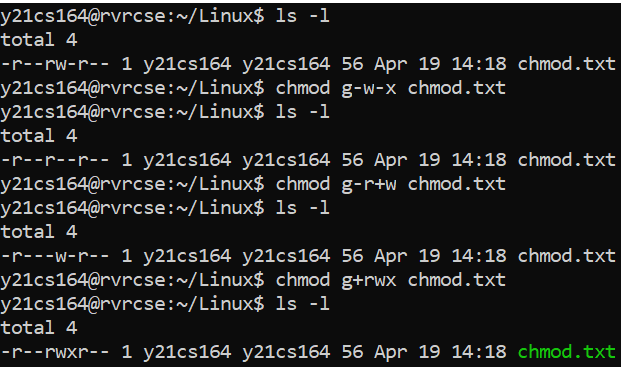 y21cs164@rvrcse:~/Linux$ ls -l
total 4
-r--rw-r-- 1 y21cs164 y21cs164 56 Apr 19 14:18 chmod.txt
y21cs164@rvrcse:~/Linux$ chmod g-w-x chmod.txt
y21cs164@rvrcse:~/Linux$ ls -l
total 4
-r--r--r-- 1 y21cs164 y21cs164 56 Apr 19 14:18 chmod.txt
y21cs164@rvrcse:~/Linux$ chmod g-r+w chmod.txt
y21cs164@rvrcse:~/Linux$ ls -l
total 4
-r---w-r-- 1 y21cs164 y21cs164 56 Apr 19 14:18 chmod.txt
y21cs164@rvrcse:~/Linux$ chmod g+rwx chmod.txt
y21cs164@rvrcse:~/Linux$ ls -l
total 4
-r--rwxr-- 1 y21cs164 y21cs164 56 Apr 19 14:18 chmod.txt